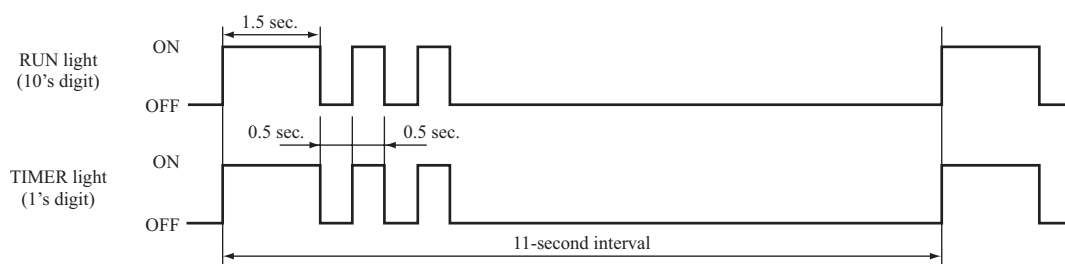 1.5 sec.
ON
RUN light
(10’s digit)
OFF
0.5 sec.
0.5 sec.
ON
TIMER light
(1’s digit)
OFF
11-second interval